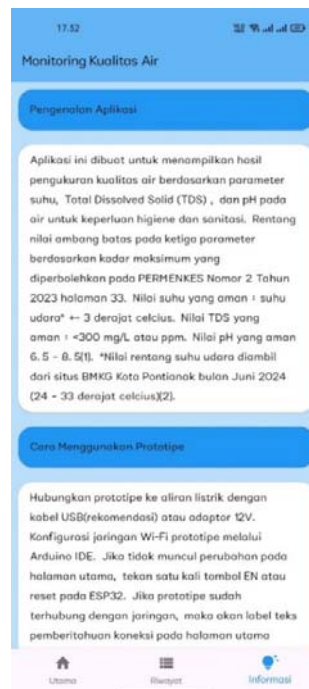 17.52
Monitoring Kualitas Air
Pengenalan Aplikasi
Aplikasi ini dibuat untuk menampilkan hasil
pengukuran kualitas air berdasarkan parameter
suhu, Total Dissolved Solid (TDS) , dan pH pada
air untuk keperluan higiene dan sanitasi. Rentang
nilai ambang batas pada ketiga parameter
berdasarkan kadar maksimum yang
diperbolehkan pada PERMENKES Nomor 2 Tahun
2023 halaman 33. Nilai suhu yang aman : suhu
udara* +- 3 derajat celcius. Nilai TDS yang
aman : <300 mg/L atau ppm. Nilai pH yang aman
6.5 - 8.5(1). *Nilai rentang suhu udara diambil
dari situs BMKG Kota Pontianak bulan Juni 2024
(24 - 33 derajat celcius)(2).
Cara Menggunakan Prototipe
Hubungkan prototipe ke aliran listrik dengan
kabel USB(rekomendasi) atau adaptor 12V.
Konfigurasi jaringan Wi-Fi prototipe melalui
Arduino IDE. Jika tidak muncul perubahan pada
halaman utama, tekan satu kali tombol EN atau
reset pada ESP32. Jika prototipe sudah
terhubung dengan jaringan, maka akan label teks
pemberitahuan koneksi pada halaman utama
Utama
Riwayat
Informasi